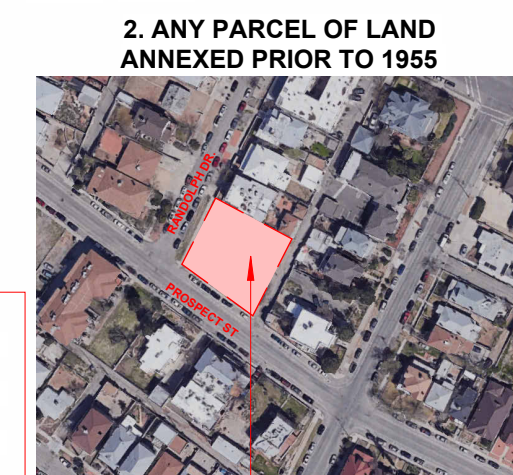 2. ANY PARCEL OF LAND
ANNEXED PRIOR TO 1955
RANDOLPH DR.
PROSPECT ST